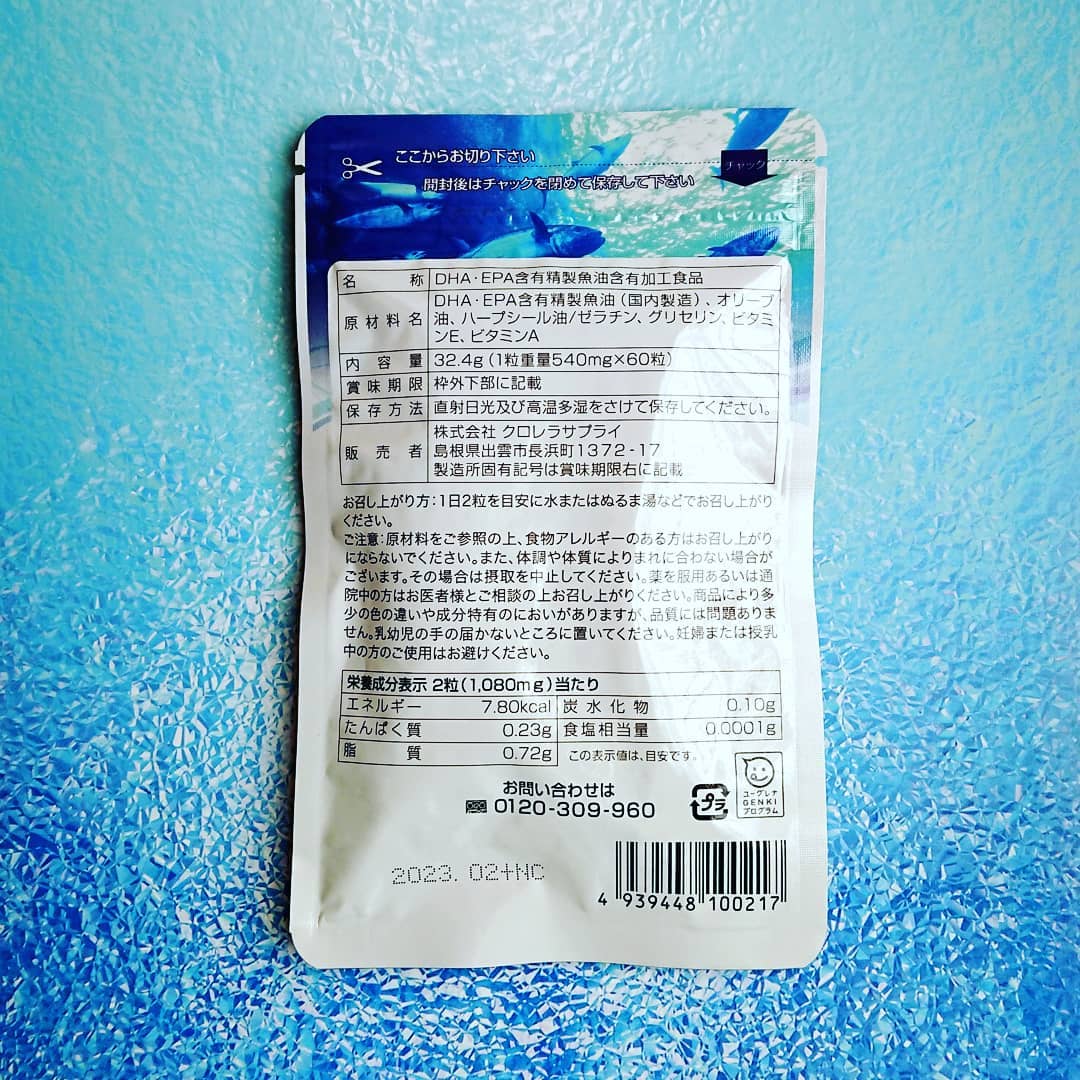 ここからお切り下さい
チャック
開封後はチャックを閉めて保存して下さい
名称 DHA・EPA含有精製魚油含有加工食品
原材料名 DHA・EPA含有精製魚油(国内製造)、オリーブ
油、ハープシール油/ゼラチン、グリセリン、ビタミ
ンE、ビタミンA
内容量 32.4g(1粒重量540mg×60粒)
賞味期限 枠外下部に記載
保存方法 直射日光及び高温多湿をさけて保存してください。
販売者 株式会社 クロレラサプライ
島根県出雲市長浜町1372-17
製造所固有記号は賞味期限右に記載
お召し上がり方:1日2粒を目安に水またはぬるま湯などでお召し上がり
ください。
ご注意:原材料をご参照の上、食物アレルギーのある方はお召し上がり
にならないでください。また、体調や体質によりまれに合わない場合が
ございます。その場合は摂取を中止してください。薬を服用あるいは通
院中の方はお医者様とご相談の上お召し上がりください。商品により多
少の色の違いや成分特有のにおいがありますが、品質には問題ありま
せん。乳幼児の手の届かないところに置いてください。妊婦または授乳
中の方のご使用はお避けください。
栄養成分表示 2粒(1,080mg)当たり
エネルギー 7.80kcal 炭水化物 0.10g
たんぱく質 0.23g 食塩相当量 0.0001g
脂質 0.72g この表示値は、目安です。
お問い合わせは
0120-309-960
プラ
ユーグレナ
GENKI
プログラム
2023.02+NC
4 939448 100217